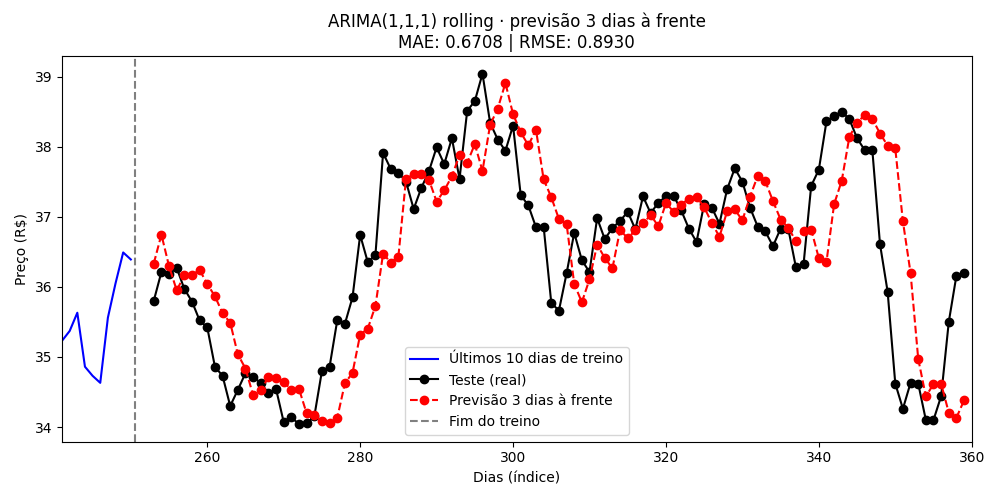 ARIMA(1,1,1) rolling · previsão 3 dias à frente
MAE: 0.6708 | RMSE: 0.8930
Preço (R$)
39
38
37
36
35
34
Últimos 10 dias de treino
Teste (real)
Previsão 3 dias à frente
Fim do treino
260
280
300
320
340
360
Dias (índice)